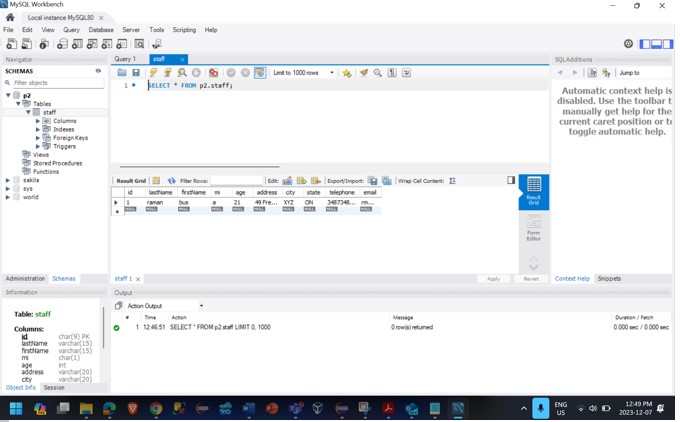 MySQL Workbench
Local instance MySQL80 ×
File Edit View Query Database Server Tools Scripting Help
Navigator
SCHEMAS
Filter objects
p2
Tables
staff
Columns
Indexes
Foreign Keys
Triggers
Views
Stored Procedures
Functions
sakila
sys
world
Administration Schemas
Information
Table: staff
Columns:
id char(9) PK
lastName varchar(15)
firstName varchar(15)
mi char(1)
age int
address varchar(20)
city varchar(20)
Object Info Session
Query 1 staff ×
Limit to 1000 rows
1 SELECT * FROM p2.staff;
Result Grid Filter Rows: Edit: Export/Import: Wrap Cell Content:
id lastName firstName mi age address city state telephone email
1 raman bus a 21 49 Fre... XYZ ON 3487348... rm...
NULL NULL NULL NULL NULL NULL NULL NULL NULL NULL
Result Grid
Form Editor
staff 1 × Apply Revert
Output
Action Output
# Time Action Message Duration / Fetch
1 12:46:51 SELECT * FROM p2.staff LIMIT 0, 1000 0 row(s) returned 0.000 sec / 0.000 sec
SQLAdditions
Jump to
Automatic context help is
disabled. Use the toolbar t
manually get help for the
current caret position or to
toggle automatic help.
Context Help Snippets
ENG
US
12:49 PM
2023-12-07